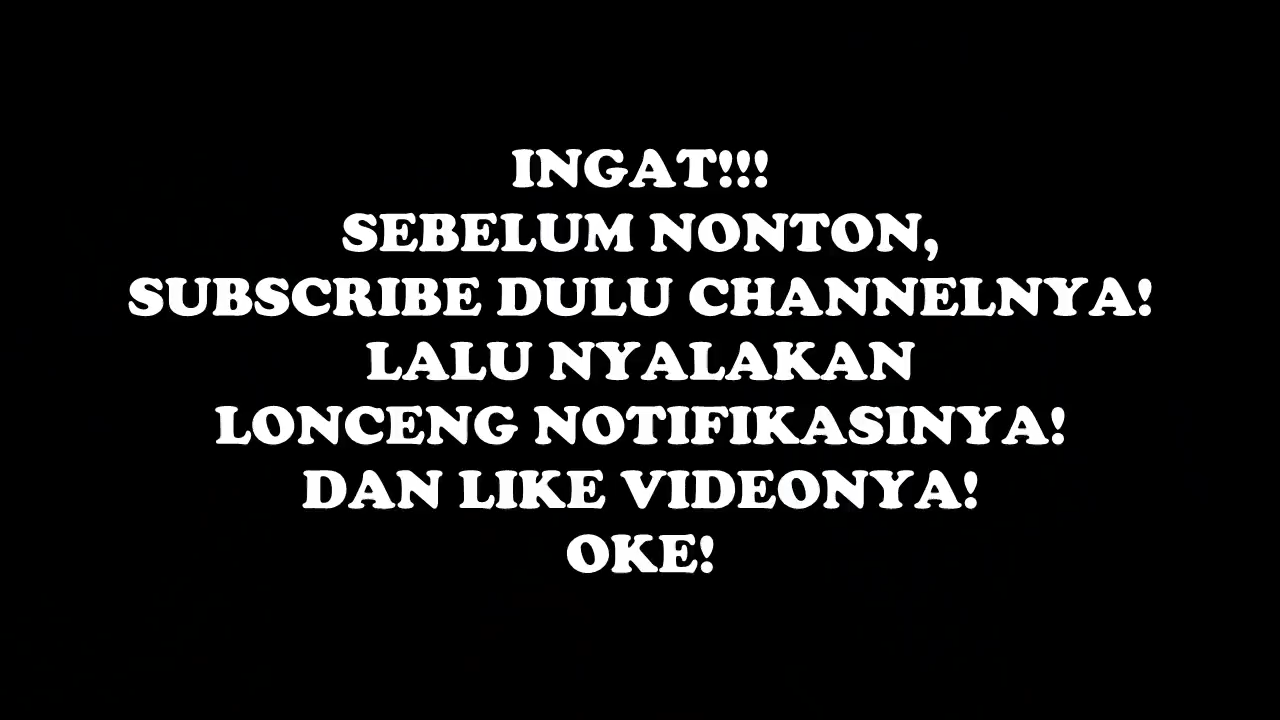 INGAT!!!
SEBELUM NONTON,
SUBSCRIBE DULU CHANNELNYA!
LALU NYALAKAN
LONCENG NOTIFIKASINYA!
DAN LIKE VIDEONYA!
OKE!